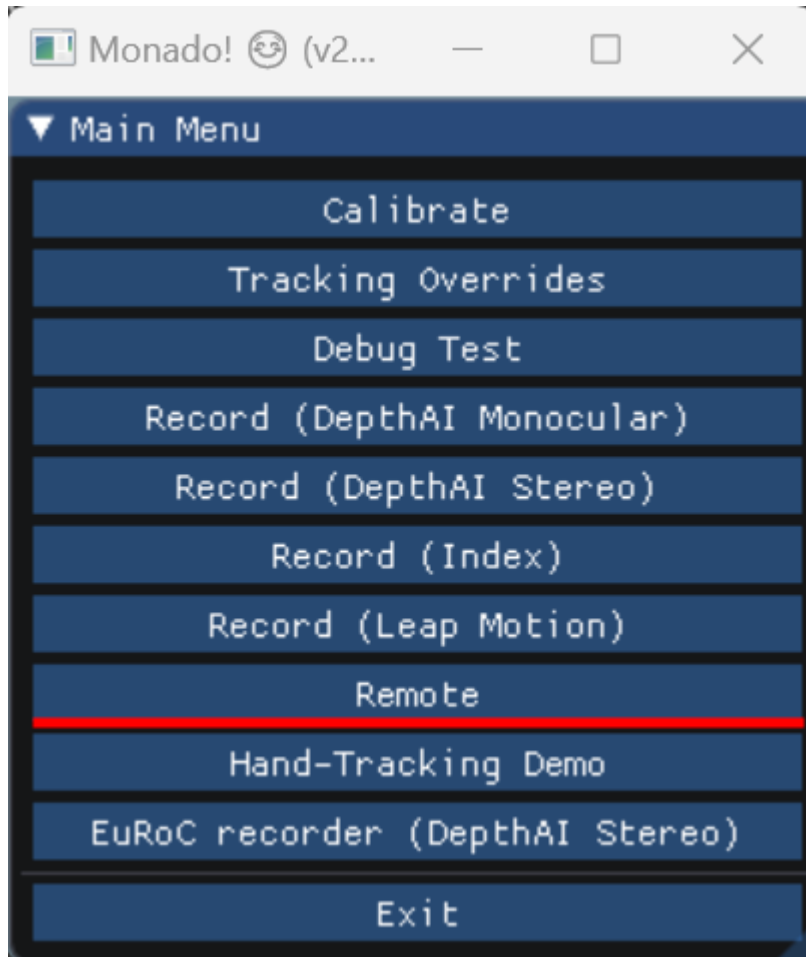 Monado! 😊 (v2...
Main Menu
Calibrate
Tracking Overrides
Debug Test
Record (DepthAI Monocular)
Record (DepthAI Stereo)
Record (Index)
Record (Leap Motion)
Remote
Hand-Tracking Demo
EuRoC recorder (DepthAI Stereo)
Exit